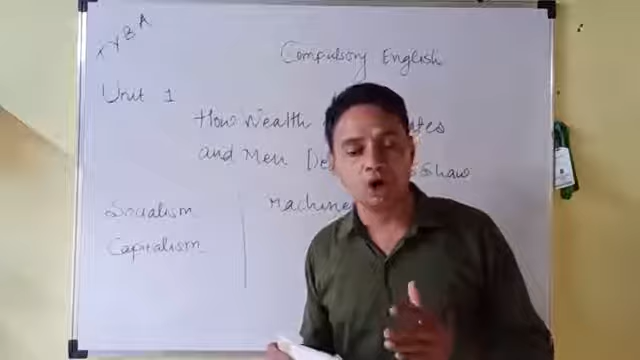 TYBA
Compulsory English
Unit 1
How Wealth
and Men
Shaw
Socialism
Machine
Capitalism